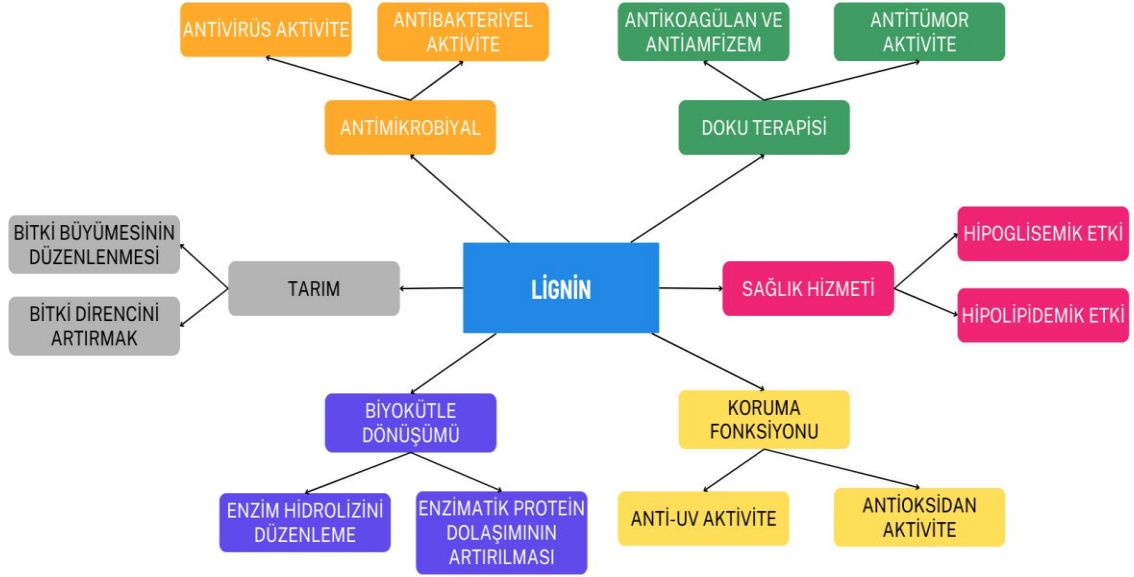 ANTİVİRÜS AKTİVİTE
ANTİBAKTERİYEL
AKTİVİTE
ANTİKOAGÜLAN VE
ANTİAMFİZEM
ANTİTÜMOR
AKTİVİTE
ANTİMİKROBİYAL
DOKU TERAPİSİ
BİTKİ BÜYÜMESİNİN
DÜZENLENMESİ
BİTKİ DİRENCİNİ
ARTIRMAK
TARIM
LİGNİN
SAĞLIK HİZMETİ
HİPOGLİSEMİK ETKİ
HİPOLİPİDEMİK ETKİ
BİYOKÜTLE
DÖNÜŞÜMÜ
KORUMA
FONKSİYONU
ENZİM HİDROLİZİNİ
DÜZENLEME
ENZİMATİK PROTEİN
DOLAŞIMININ
ARTIRILMASI
ANTİ-UV AKTİVİTE
ANTİOKSİDAN
AKTİVİTE